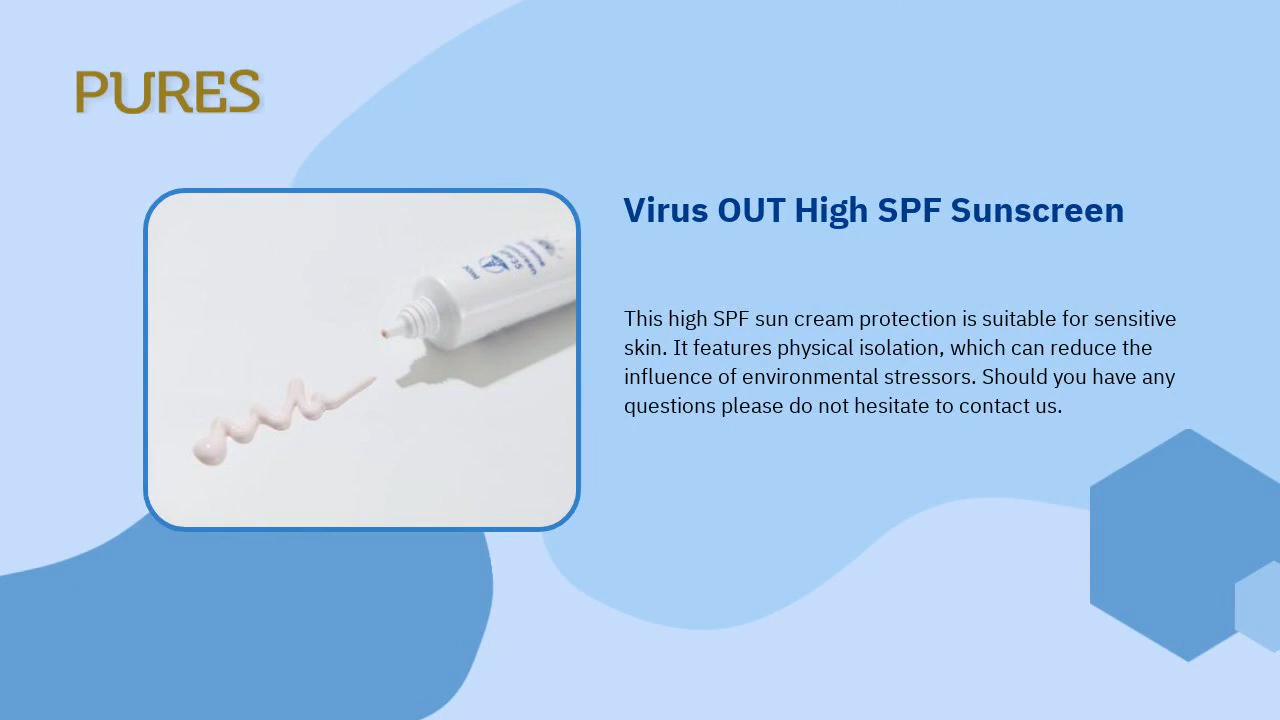 PURES
Virus OUT High SPF Sunscreen
This high SPF sun cream protection is suitable for sensitive
skin. It features physical isolation, which can reduce the
influence of environmental stressors. Should you have any
questions please do not hesitate to contact us.